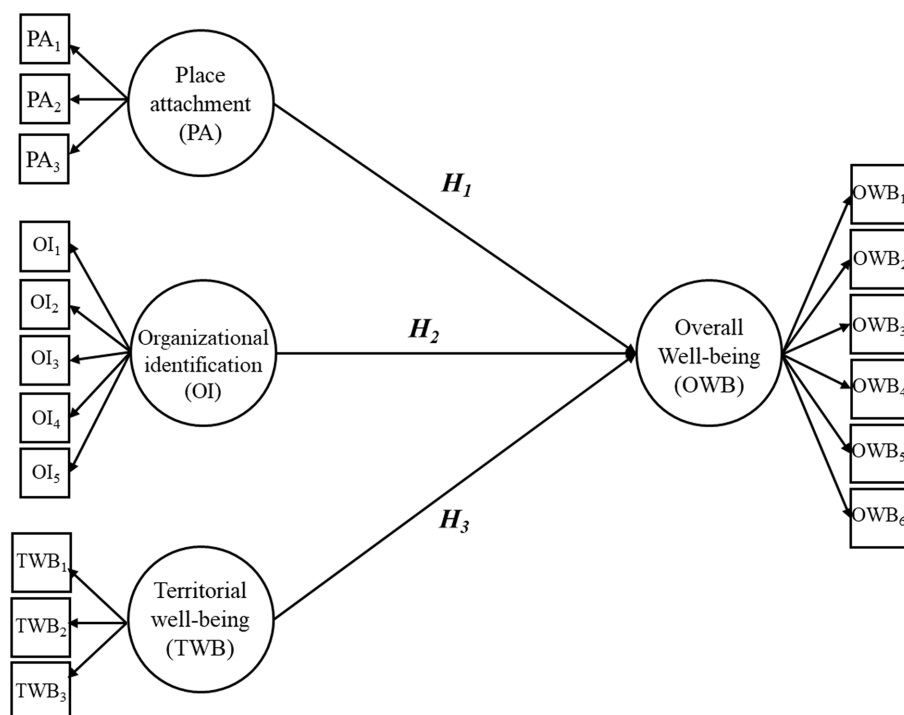 PA₁
PA₂
PA₃
Place
attachment
(PA)
H₁
OI₁
OI₂
OI₃
OI₄
OI₅
Organizational
identification
(OI)
H₂
TWB₁
TWB₂
TWB₃
Territorial
well-being
(TWB)
H₃
Overall
Well-being
(OWB)
OWB₁
OWB₂
OWB₃
OWB₄
OWB₅
OWB₆